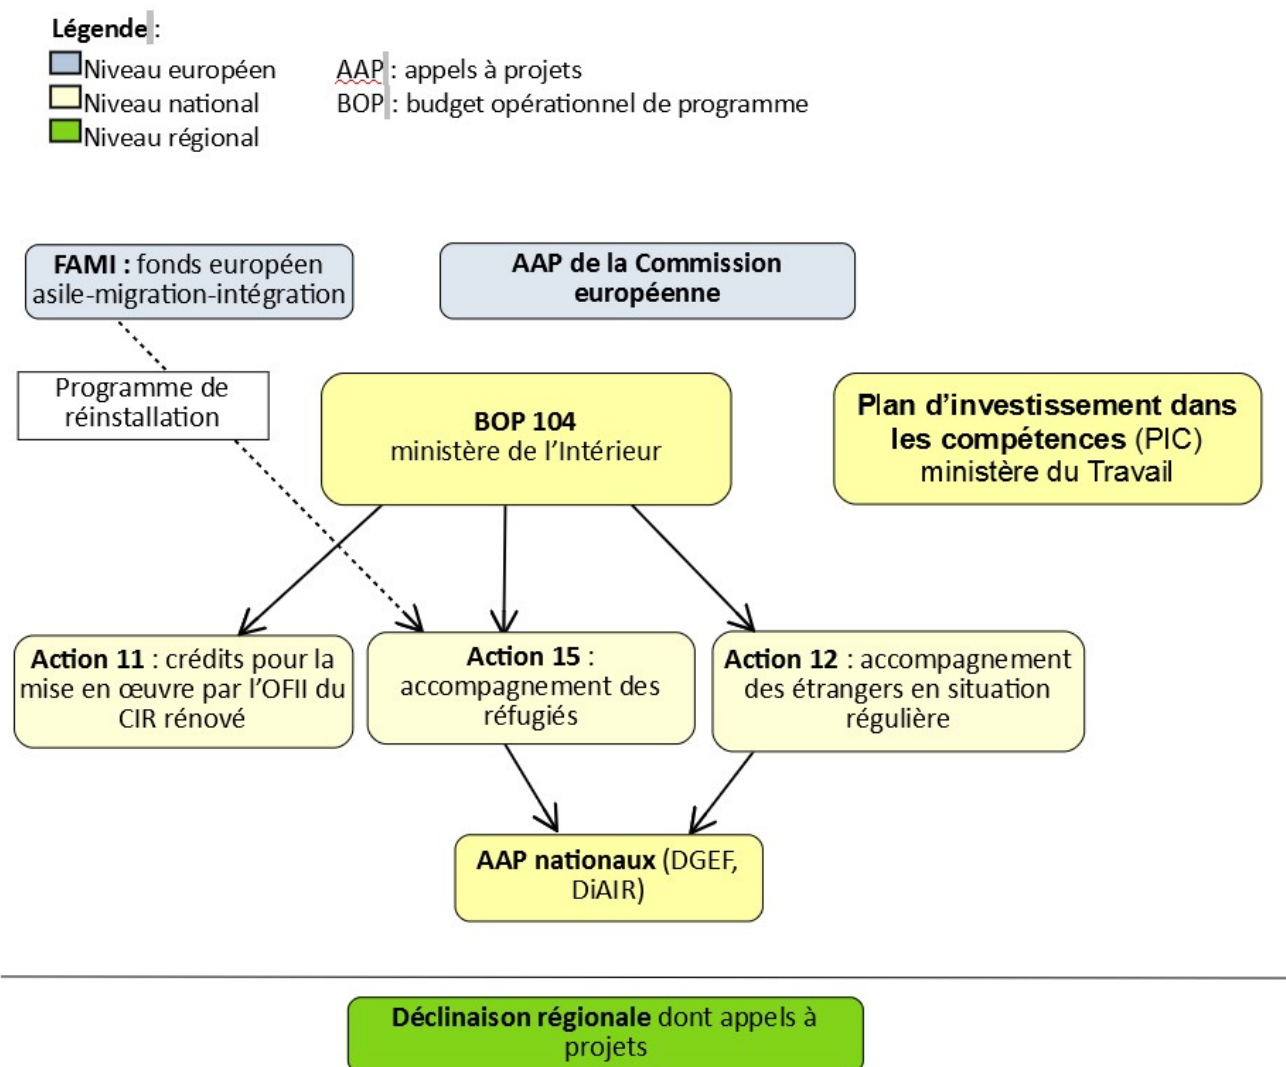 Légende :
Niveau européen
Niveau national
Niveau régional
AAP : appels à projets
BOP : budget opérationnel de programme
FAMI : fonds européen
asile-migration-intégration
AAP de la Commission
européenne
Programme de
réinstallation
BOP 104
ministère de l’Intérieur
Plan d’investissement dans
les compétences (PIC)
ministère du Travail
Action 11 : crédits pour la
mise en œuvre par l’OFII du
CIR rénové
Action 15 :
accompagnement des
réfugiés
Action 12 : accompagnement
des étrangers en situation
régulière
AAP nationaux (DGEF,
DiAIR)
Déclinaison régionale dont appels à
projets